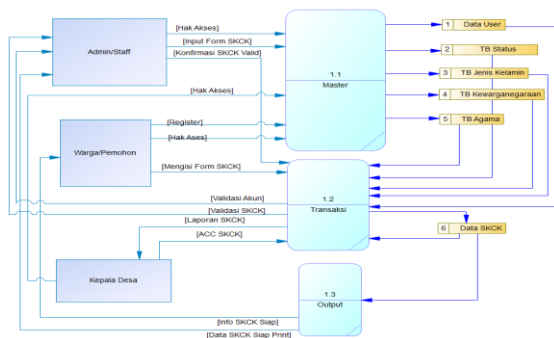 [Hak Akses]
[Input Form SKCK]
[Konfirmasi SKCK Valid]
Admin/Staff
[Hak Akses]
1.1
Master
1 Data User
2 TB Status
3 TB Jenis Kelamin
4 TB Kewarganegaraan
5 TB Agama
[Register]
[Hak Ases]
Warga/Pemohon
[Mengisi Form SKCK]
[Validasi Akun]
[Validasi SKCK]
[Laporan SKCK]
[ACC SKCK]
1.2
Transaksi
6 Data SKCK
Kepala Desa
1.3
Output
[Info SKCK Siap]
[Data SKCK Siap Print]